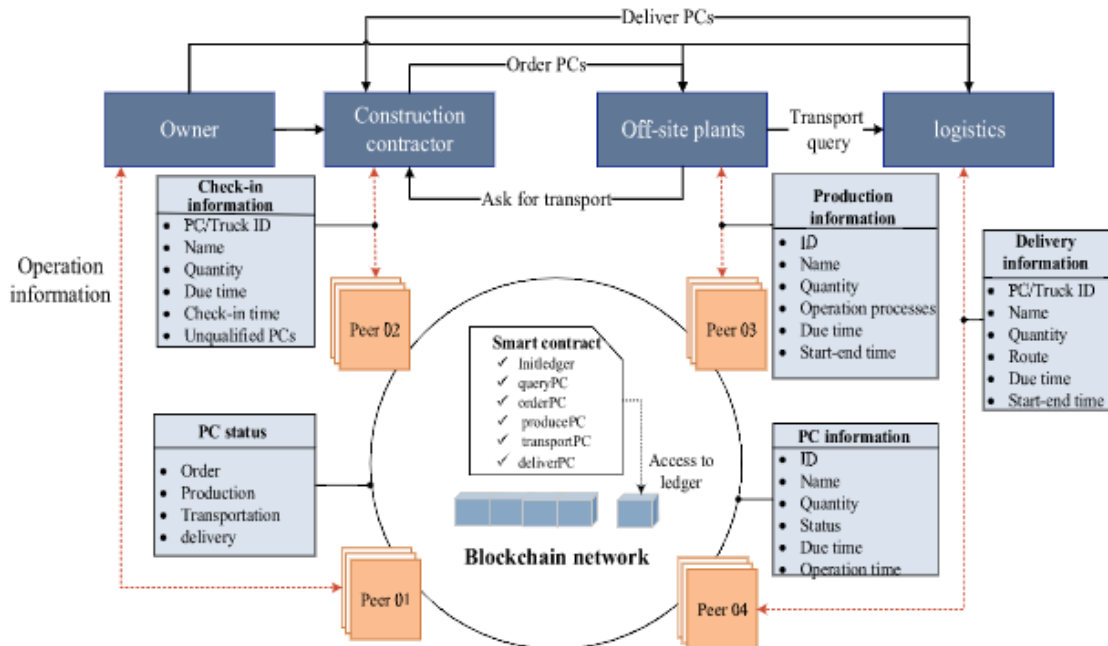 Deliver PCs
Order PCs
Owner
Construction
contractor
Off-site plants
Transport
query
logistics
Ask for transport
Check-in
information
PC/Truck ID
Name
Quantity
Due time
Check-in time
Unqualified PCs
Production
information
ID
Name
Quantity
Operation processes
Due time
Start-end time
Delivery
information
PC/Truck ID
Name
Quantity
Route
Due time
Start-end time
Operation
information
Peer 02
Peer 03
Smart contract
✓ Initledger
✓ queryPC
✓ orderPC
✓ producePC
✓ transportPC
✓ deliverPC
Access to
ledger
Blockchain network
PC status
Order
Production
Transportation
delivery
PC information
ID
Name
Quantity
Status
Due time
Operation time
Peer 01
Peer 04